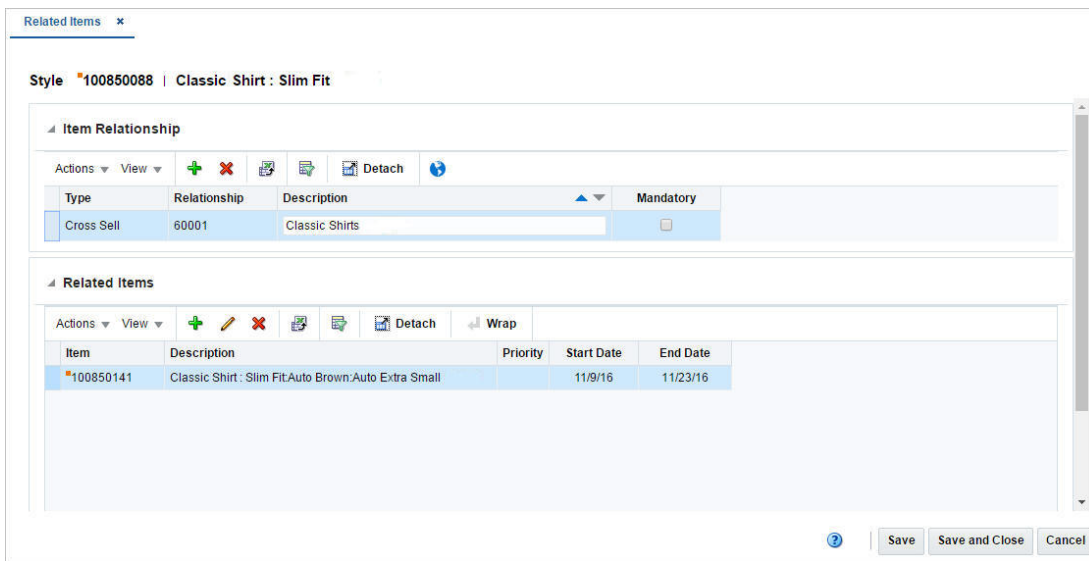 Related Items
Style 100850088 | Classic Shirt : Slim Fit
Item Relationship
Actions View Detach
Type Relationship Description Mandatory
Cross Sell 60001 Classic Shirts
Related Items
Actions View Detach Wrap
Item Description Priority Start Date End Date
100850141 Classic Shirt : Slim Fit:Auto Brown:Auto Extra Small 11/9/16 11/23/16
? Save Save and Close Cancel